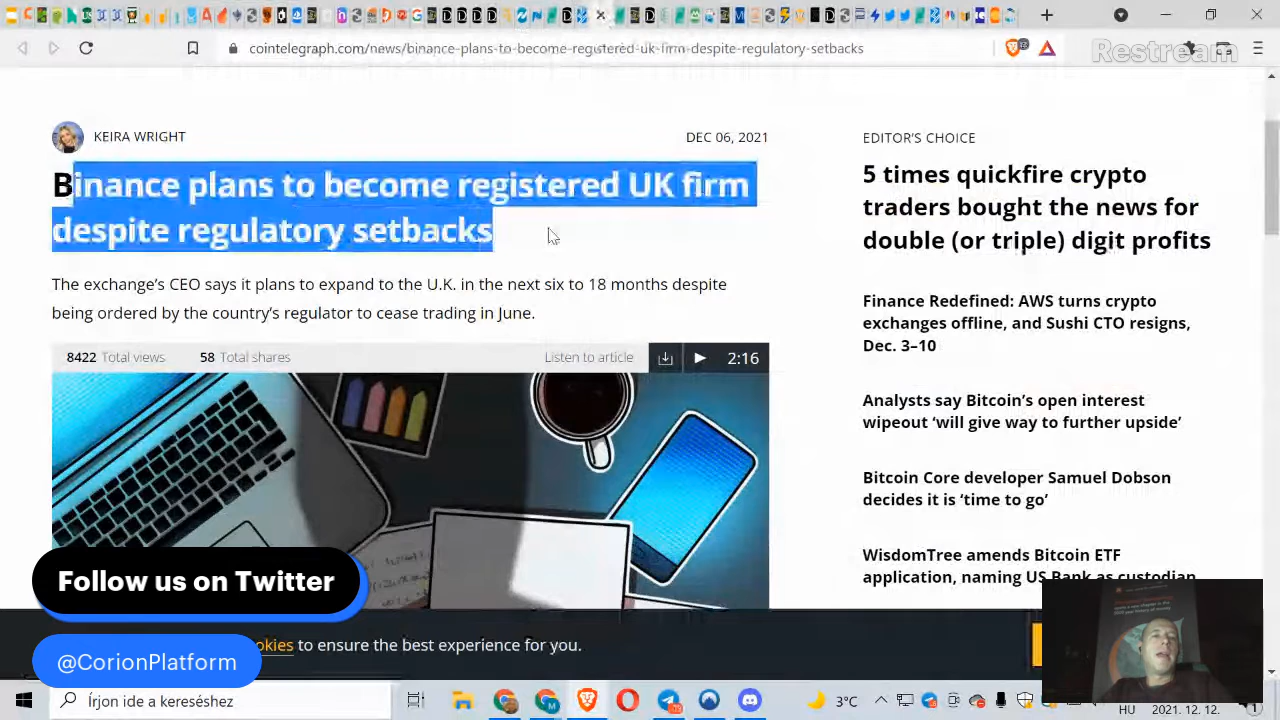 cointelegraph.com/news/binance-plans-to-become-registered-uk-firm-despite-regulatory-setbacks
Restream
KEIRA WRIGHT
DEC 06, 2021
Binance plans to become registered UK firm
despite regulatory setbacks
The exchange's CEO says it plans to expand to the U.K. in the next six to 18 months despite
being ordered by the country's regulator to cease trading in June.
8422 Total views
58 Total shares
Listen to article
2:16
EDITOR'S CHOICE
5 times quickfire crypto
traders bought the news for
double (or triple) digit profits
Finance Redefined: AWS turns crypto
exchanges offline, and Sushi CTO resigns,
Dec. 3–10
Analysts say Bitcoin's open interest
wipeout ‘will give way to further upside’
Bitcoin Core developer Samuel Dobson
decides it is ‘time to go’
WisdomTree amends Bitcoin ETF
application, naming US Bank as custodian
Follow us on Twitter
@CorionPlatform
okies to ensure the best experience for you.
Írjon ide a kereséshez
3°C
HU
2021. 12. 12.